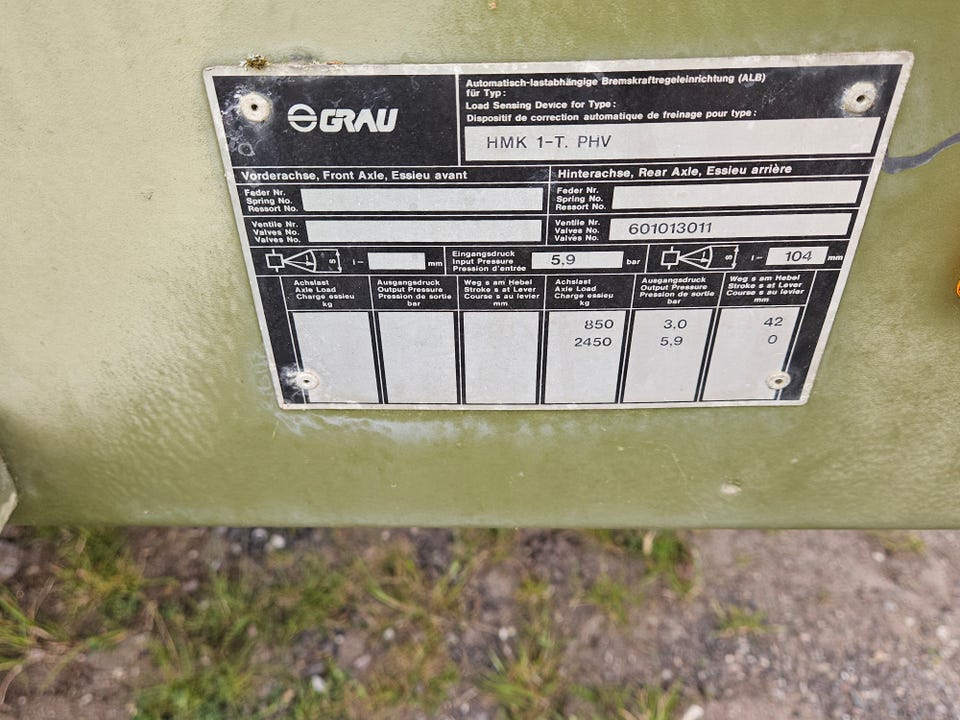 GRAU
Automatisch-lastabhängige Bremskraftregeleinrichtung (ALB)
für Typ:
Load Sensing Device for Type:
Dispositif de correction automatique de freinage pour type:
HMK 1-T. PHV
Vorderachse, Front Axle, Essieu avant
Hinterachse, Rear Axle, Essieu arrière
Feder Nr.
Spring No.
Ressort No.
Feder Nr.
Spring No.
Ressort No.
Ventile Nr.
Valves No.
Valves No.
Ventile Nr.
Valves No.
Valves No.
601013011
S
l- mm
Eingangsdruck
Input Pressure
Pression d'entrée
5,9 bar
S
l- 104 mm
Achslast
Axle Load
Charge essieu
kg
Ausgangsdruck
Output Pressure
Pression de sortie
bar
Weg s am Hebel
Stroke s at Lever
Course s au levier
mm
Achslast
Axle Load
Charge essieu
kg
Ausgangsdruck
Output Pressure
Pression de sortie
bar
Weg s am Hebel
Stroke s at Lever
Course s au levier
mm
850 3,0 42
2450 5,9 0